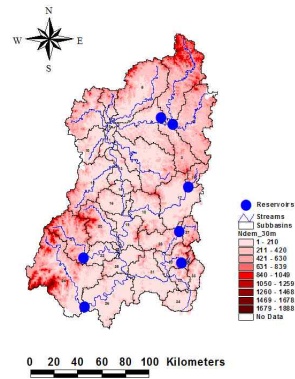 N
W E
S
Reservoirs
Streams
Subbasins
Ndem_30m
1 - 210
211 - 420
421 - 630
631 - 839
840 - 1049
1050 - 1259
1260 - 1468
1469 - 1678
1679 - 1888
No Data
0 20 40 60 80 100 Kilometers